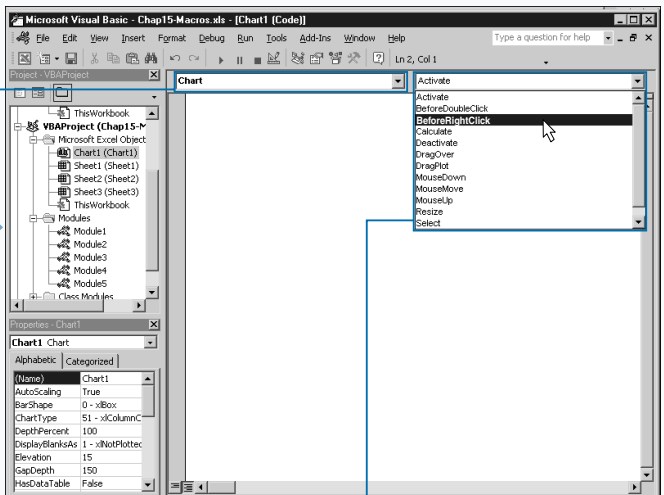 Microsoft Visual Basic - Chap15-Macros.xls - [Chart1 (Code)]
File Edit View Insert Format Debug Run Tools Add-Ins Window Help
Type a question for help
Ln 2, Col 1
Project - VBAProject
ThisWorkbook
VBAProject (Chap15-M
Microsoft Excel Object
Chart1 (Chart1)
Sheet1 (Sheet1)
Sheet2 (Sheet2)
Sheet3 (Sheet3)
ThisWorkbook
Modules
Module1
Module2
Module3
Module4
Module5
Class Modules
Properties - Chart1
Chart1 Chart
Alphabetic Categorized
(Name) Chart1
AutoScaling True
BarShape 0 - xlBox
ChartType 51 - xlColumnC
DepthPercent 100
DisplayBlanksAs 1 - xlNotPlotted
Elevation 15
GapDepth 150
HasDataTable False
Chart
Activate
Activate
BeforeDoubleClick
BeforeRightClick
Calculate
Deactivate
DragOver
DragPlot
MouseDown
MouseMove
MouseUp
Resize
Select